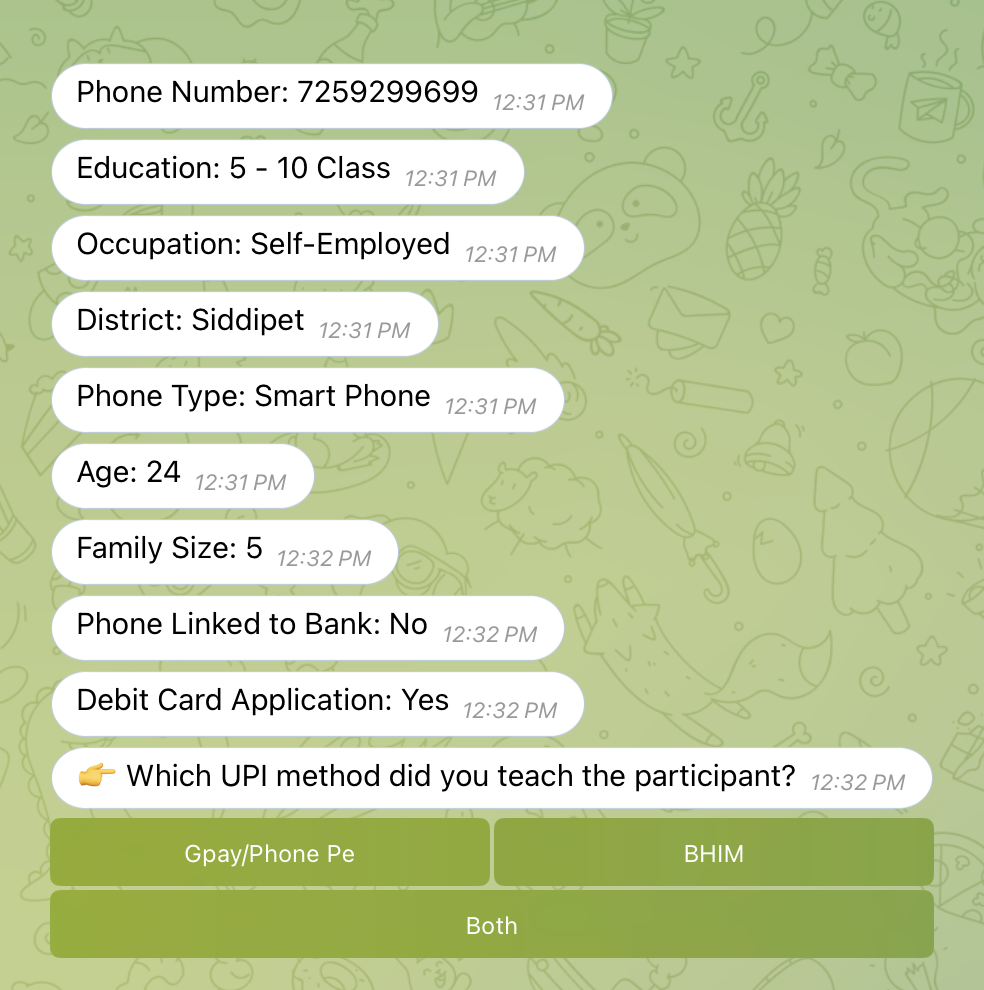 Phone Number: 7259299699 12:31 PM
Education: 5 - 10 Class 12:31 PM
Occupation: Self-Employed 12:31 PM
District: Siddipet 12:31 PM
Phone Type: Smart Phone 12:31 PM
Age: 24 12:31 PM
Family Size: 5 12:32 PM
Phone Linked to Bank: No 12:32 PM
Debit Card Application: Yes 12:32 PM
👉 Which UPI method did you teach the participant? 12:32 PM
Gpay/Phone Pe BHIM
Both